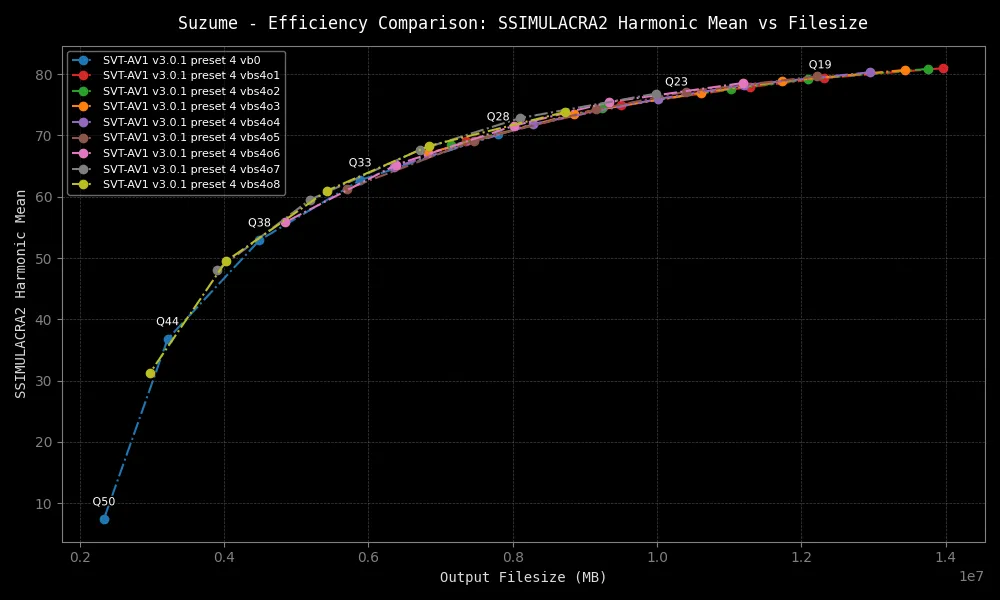 Suzume - Efficiency Comparison: SSIMULACRA2 Harmonic Mean vs Filesize
SVT-AV1 v3.0.1 preset 4 vb0
SVT-AV1 v3.0.1 preset 4 vbs4o1
SVT-AV1 v3.0.1 preset 4 vbs4o2
SVT-AV1 v3.0.1 preset 4 vbs4o3
SVT-AV1 v3.0.1 preset 4 vbs4o4
SVT-AV1 v3.0.1 preset 4 vbs4o5
SVT-AV1 v3.0.1 preset 4 vbs4o6
SVT-AV1 v3.0.1 preset 4 vbs4o7
SVT-AV1 v3.0.1 preset 4 vbs4o8
Q19
Q23
Q28
Q33
Q38
Q44
Q50
80
70
60
50
40
30
20
10
SSIMULACRA2 Harmonic Mean
0.2 0.4 0.6 0.8 1.0 1.2 1.4
1e7
Output Filesize (MB)